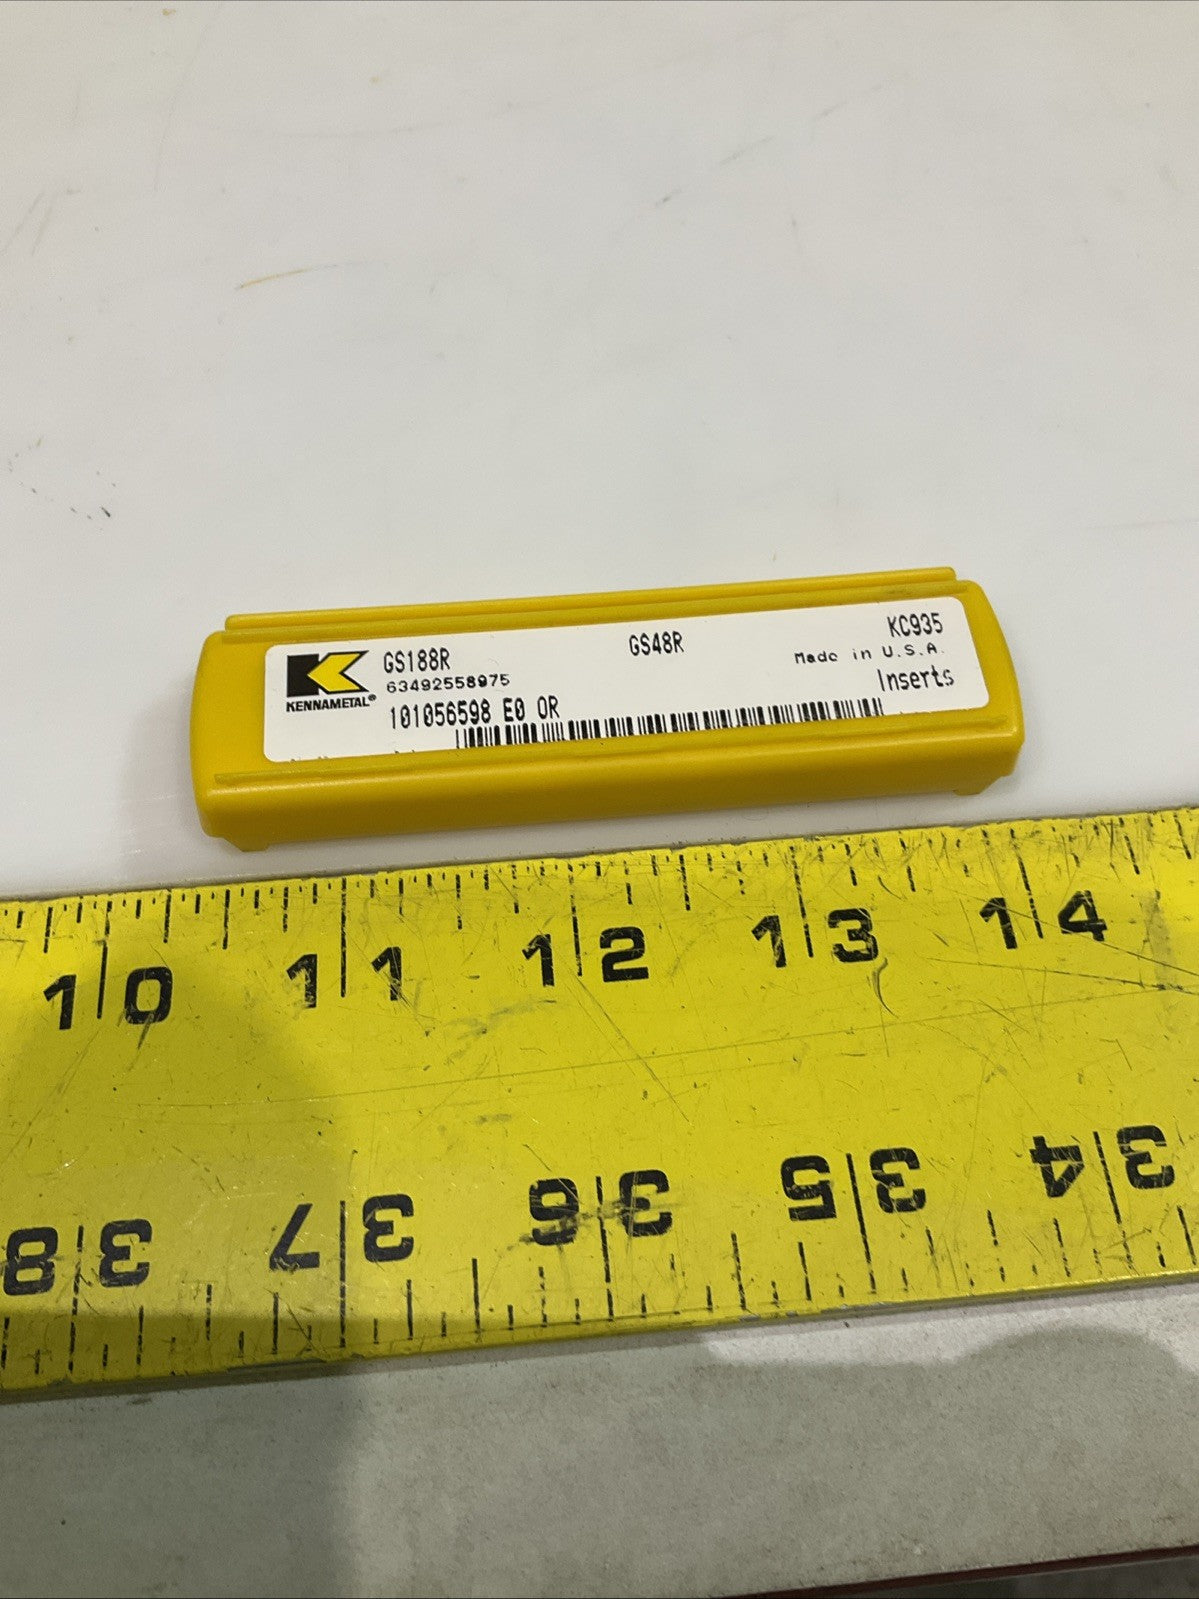 GS188R GS48R KC935
63492558975 Made in U.S.A.
KENNAMETAL® 101056598 E0 OR Inserts
10 11 12 13 14
38 37 36 35 34